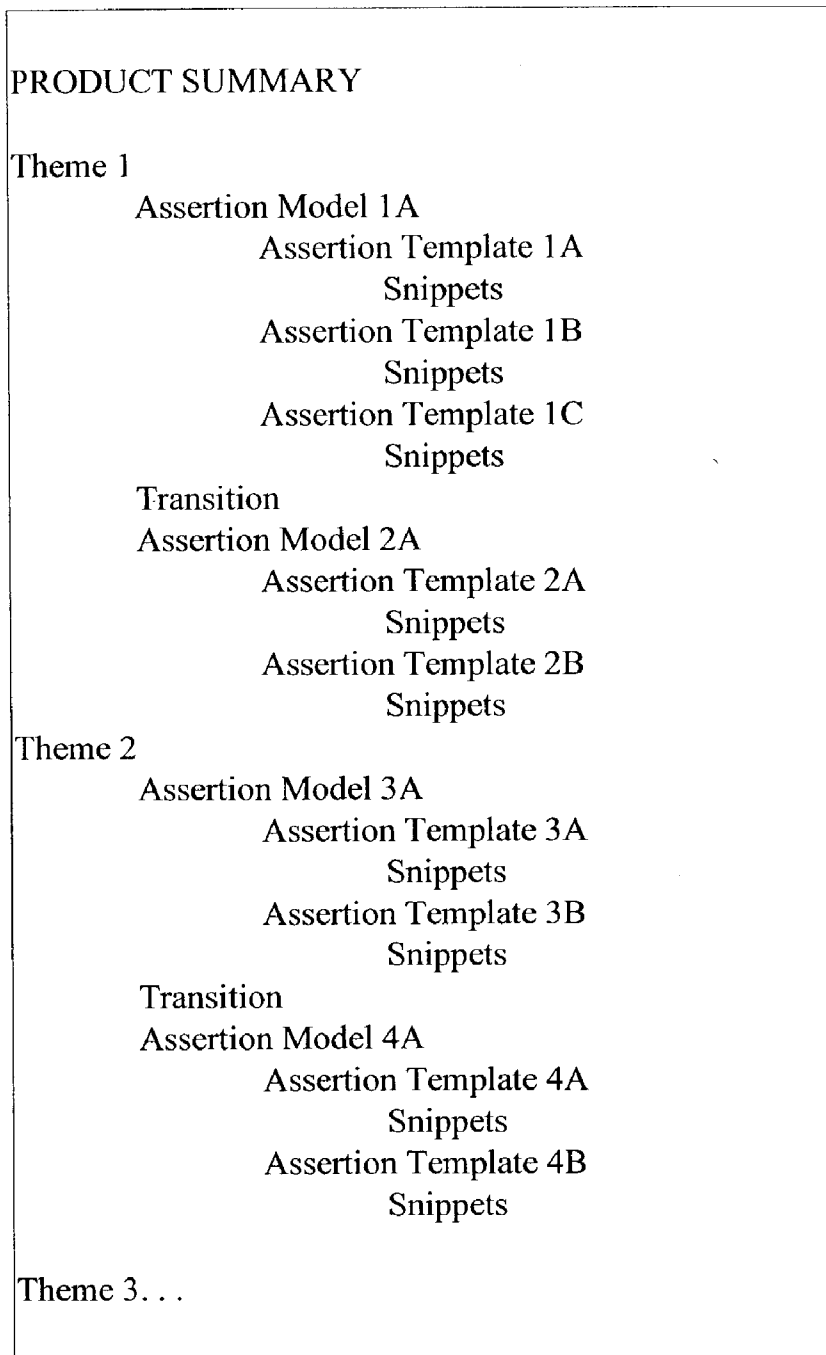 PRODUCT SUMMARY
Theme 1
Assertion Model 1A
Assertion Template 1A
Snippets
Assertion Template 1B
Snippets
Assertion Template 1C
Snippets
Transition
Assertion Model 2A
Assertion Template 2A
Snippets
Assertion Template 2B
Snippets
Theme 2
Assertion Model 3A
Assertion Template 3A
Snippets
Assertion Template 3B
Snippets
Transition
Assertion Model 4A
Assertion Template 4A
Snippets
Assertion Template 4B
Snippets
Theme 3. . .